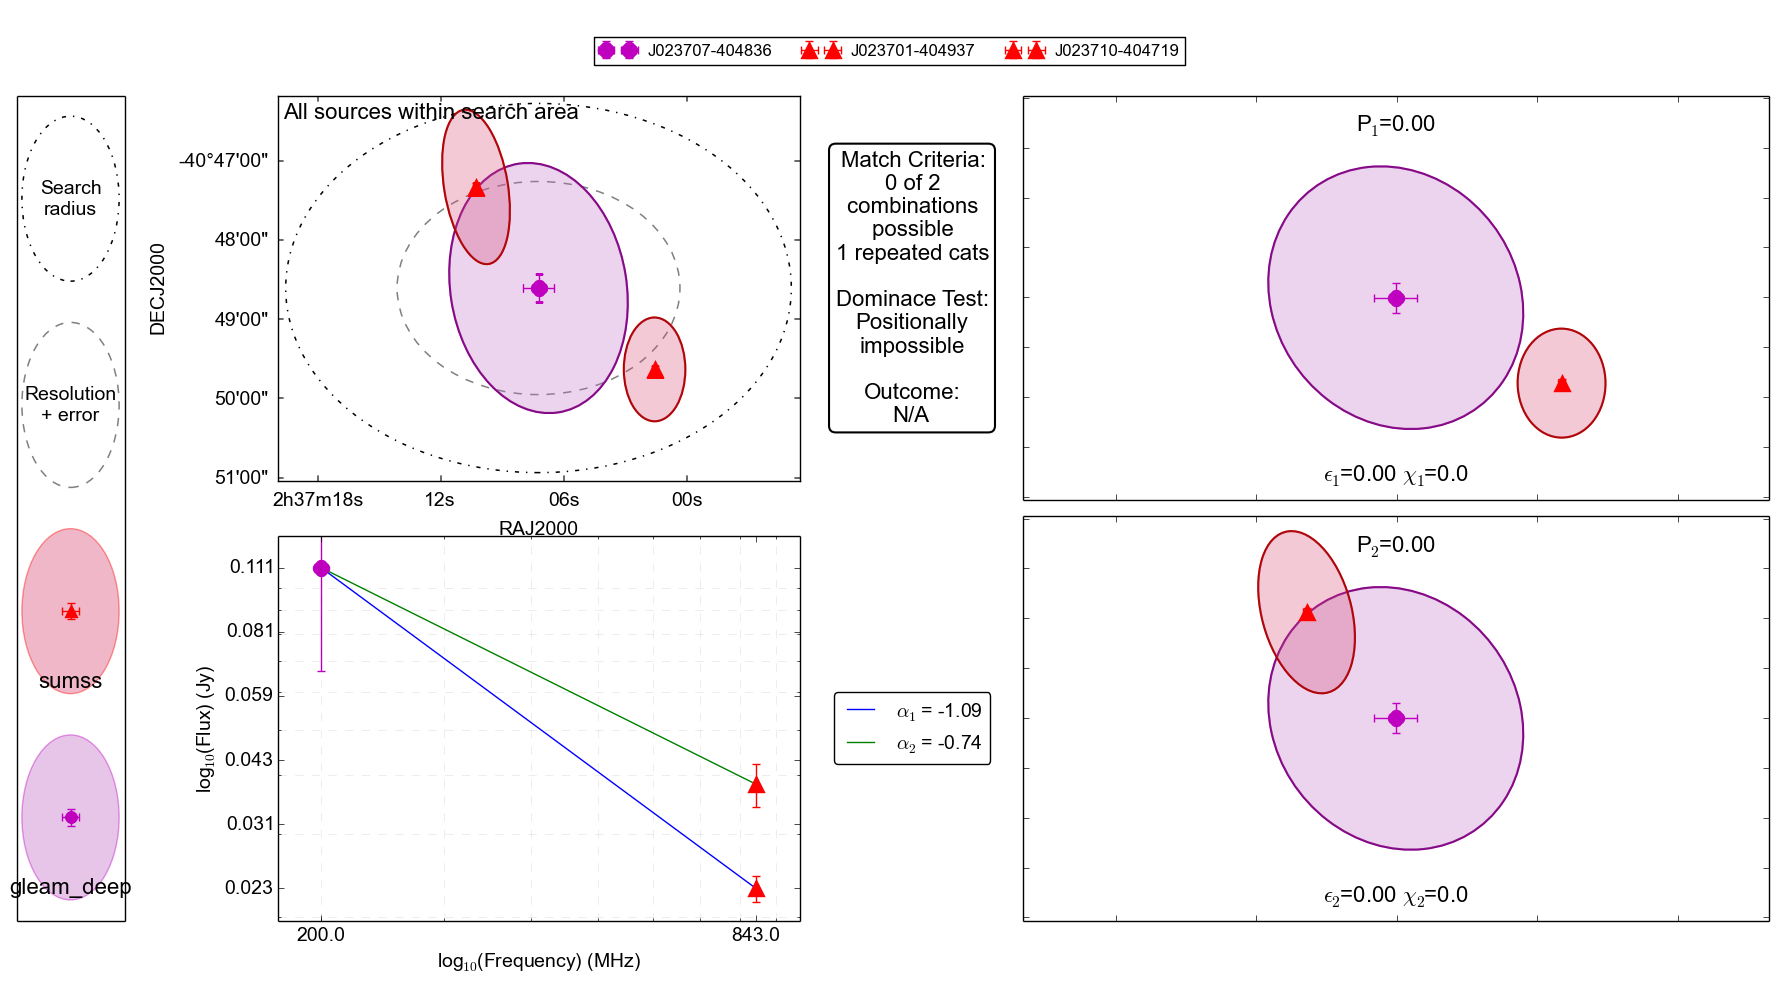 J023707-404836
J023701-404937
J023710-404719
Search
radius
Resolution
+ error
sumss
gleam_deep
All sources within search area
DECJ2000
-40°47'00"
48'00"
49'00"
50'00"
51'00"
2h37m18s
12s
06s
00s
RAJ2000
Match Criteria:
0 of 2
combinations
possible
1 repeated cats
Dominace Test:
Positionally
impossible
Outcome:
N/A
P1=0.00
ϵ1=0.00 χ1=0.0
P2=0.00
ϵ2=0.00 χ2=0.0
log10(Flux) (Jy)
0.111
0.081
0.059
0.043
0.031
0.023
200.0
843.0
log10(Frequency) (MHz)
α1 = -1.09
α2 = -0.74